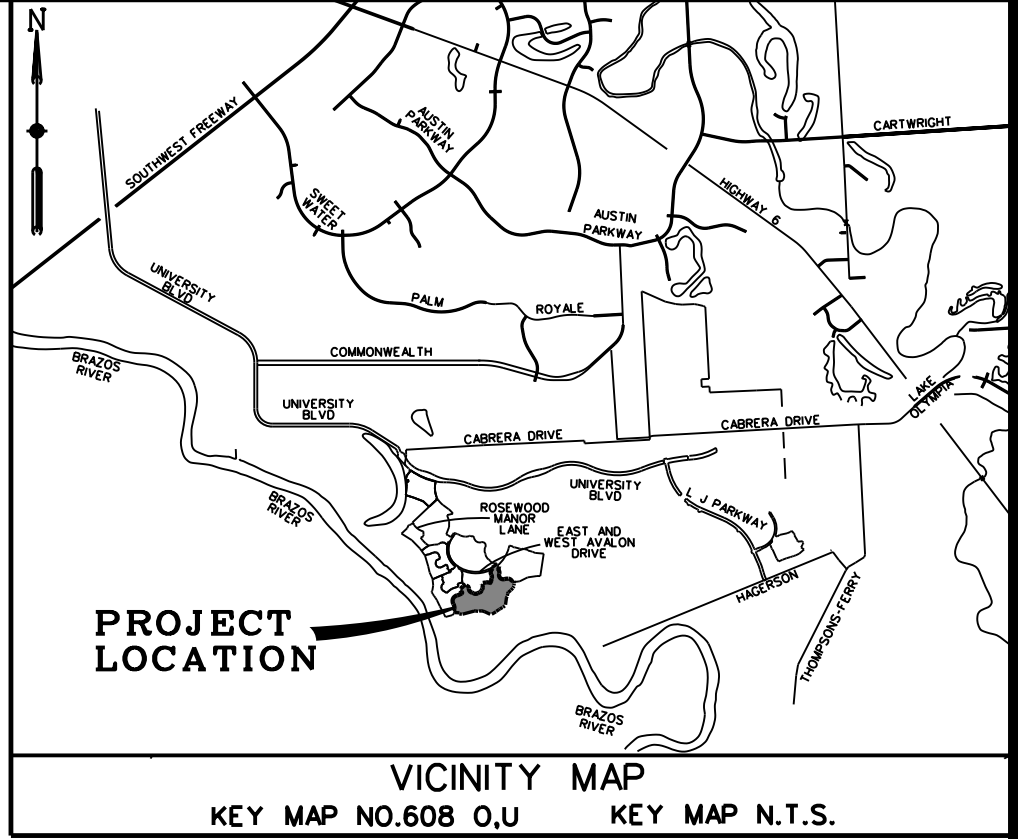 N
SOUTHWEST FREEWAY
AUSTIN
PARKWAY
CARTWRIGHT
SWEET
WATER
HIGHWAY 6
AUSTIN
PARKWAY
UNIVERSITY
BLVD
PALM
ROYALE
BRAZOS
RIVER
COMMONWEALTH
LAKE
OLYMPIA
UNIVERSITY
BLVD
CABRERA DRIVE
CABRERA DRIVE
UNIVERSITY
BLVD
BRAZOS
RIVER
L J PARKWAY
ROSEWOOD
MANOR
LANE
EAST AND
WEST AVALON
DRIVE
HAGERSON
THOMPSONS-FERRY
PROJECT
LOCATION
BRAZOS
RIVER
VICINITY MAP
KEY MAP NO.608 O,U KEY MAP N.T.S.